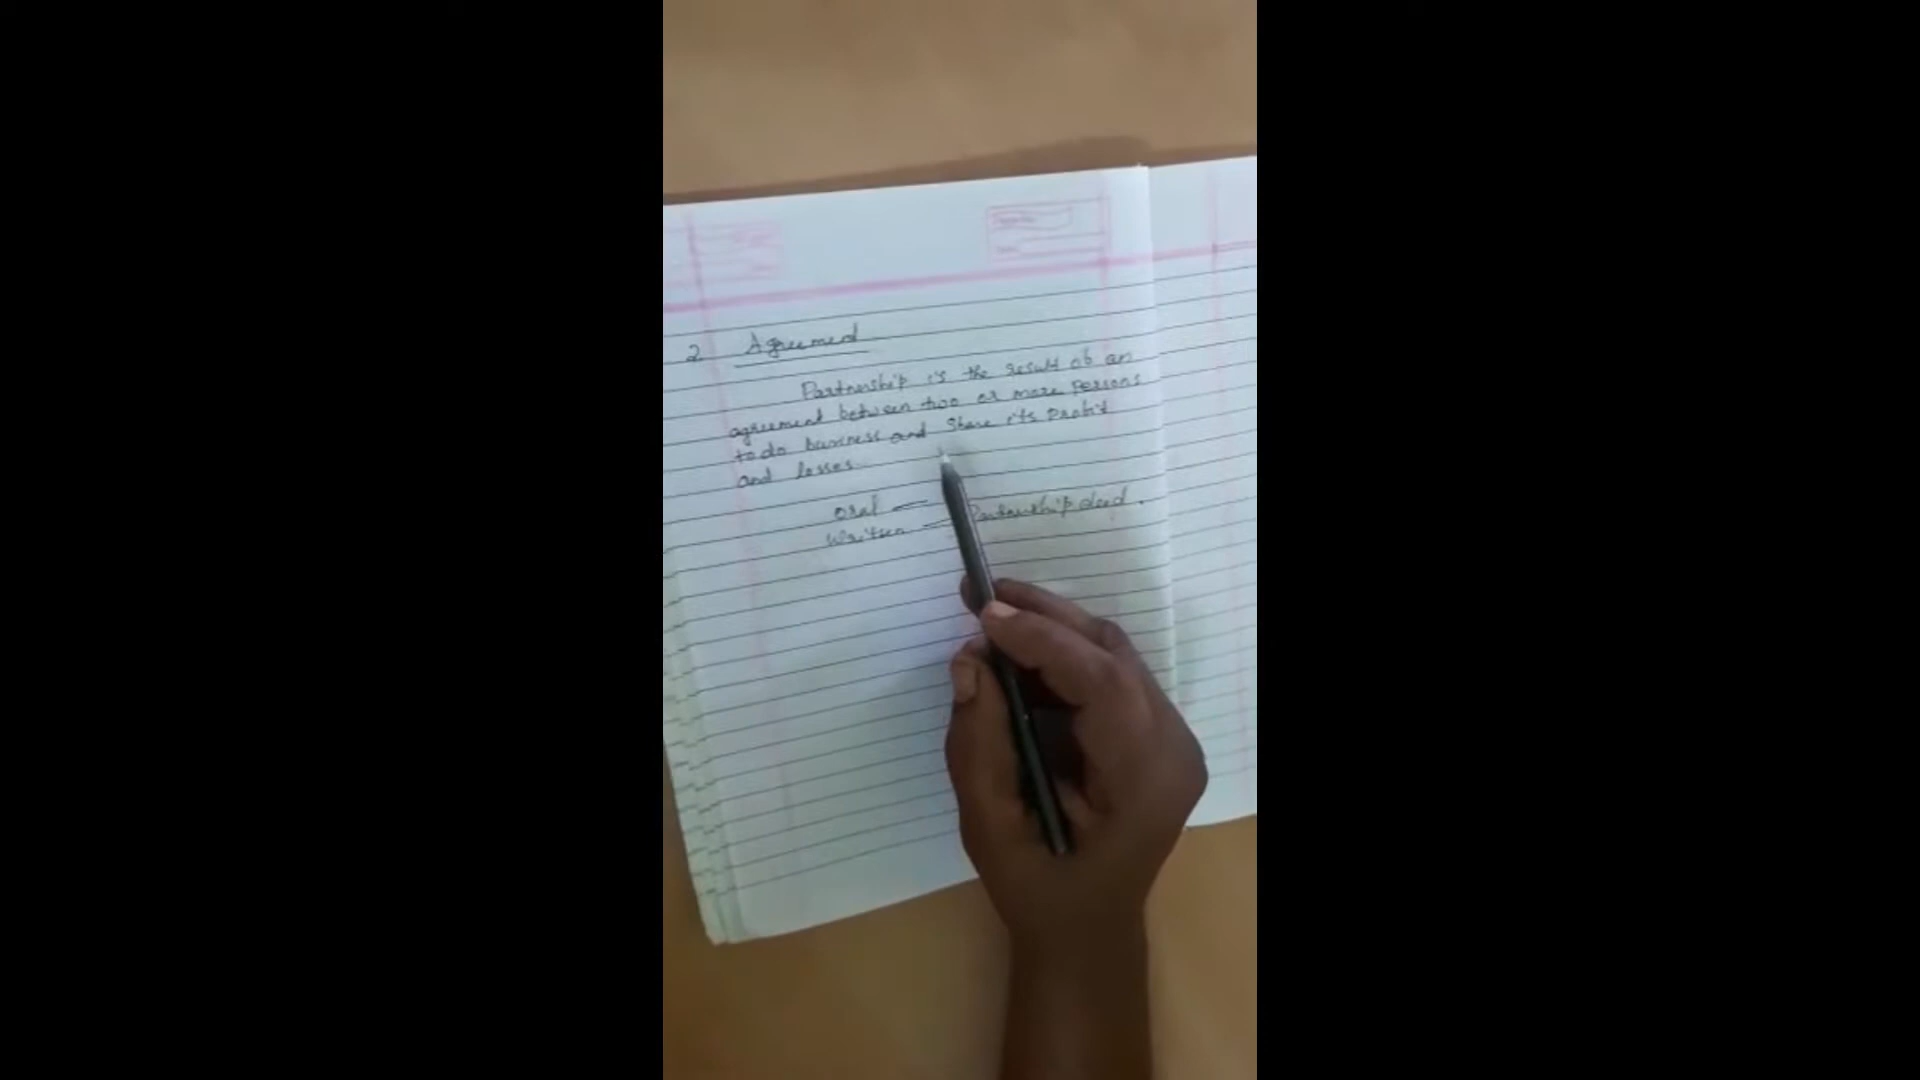 2 Agreement
Partnership is the result of an
agreement between two or more Persons
to do business and Share it's Profit
and losses.
Oral —
Written — Partnership deed.